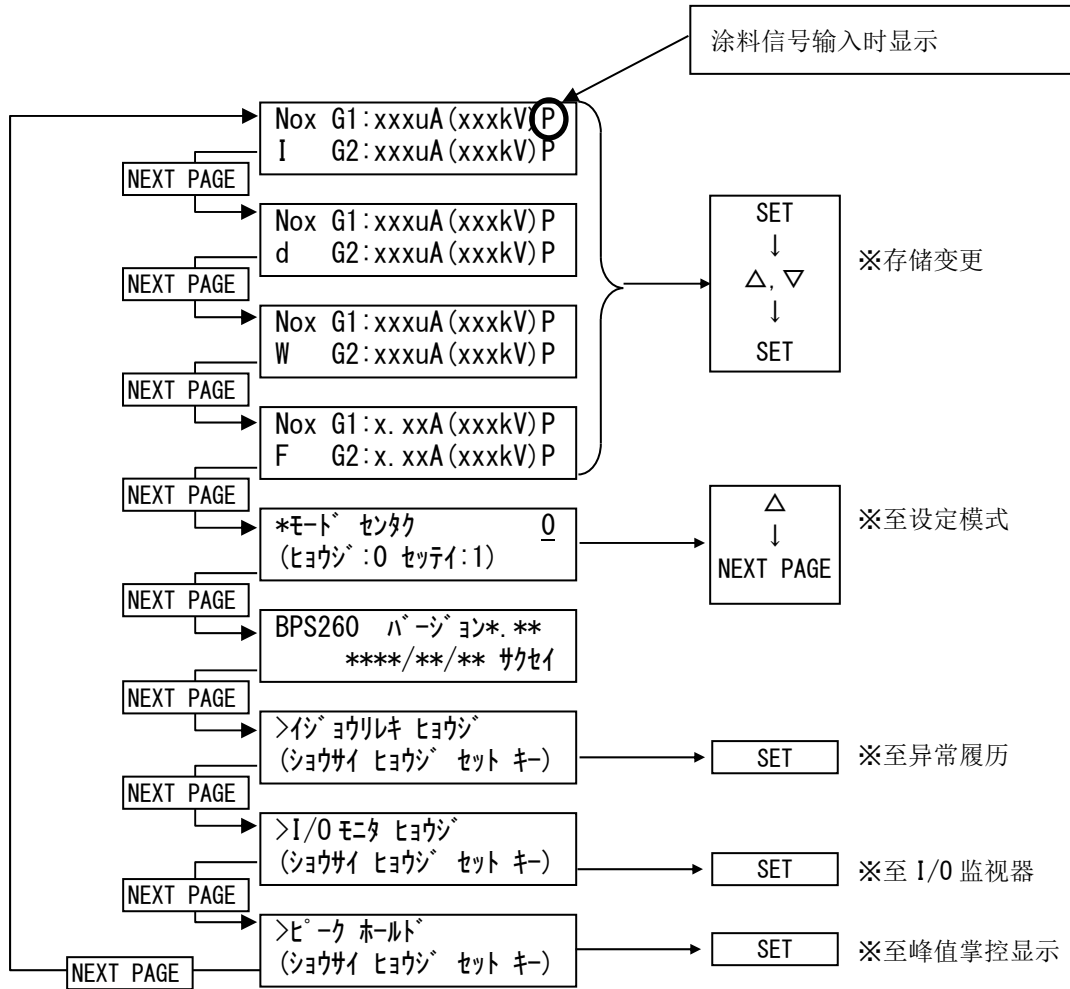 涂料信号输入时显示
Nox G1:xxxuA(xxxkV)P
I G2:xxxuA(xxxkV)P
NEXT PAGE
Nox G1:xxxuA(xxxkV)P
d G2:xxxuA(xxxkV)P
SET
↓
△, ▽
↓
SET
※存储变更
NEXT PAGE
Nox G1:xxxuA(xxxkV)P
W G2:xxxuA(xxxkV)P
NEXT PAGE
Nox G1:x.xxA(xxxkV)P
F G2:x.xxA(xxxkV)P
NEXT PAGE
*ﾓｰﾄﾞ ｾﾝﾀｸ 0
(ﾋｮｳｼﾞ:0 ｾｯﾃｲ:1)
△
↓
NEXT PAGE
※至设定模式
NEXT PAGE
BPS260 ﾊﾞｰｼﾞｮﾝ*.**
****/**/** ｻｸｾｲ
NEXT PAGE
>ｲｼﾞｮｳﾘﾚｷ ﾋｮｳｼﾞ
(ｼｮｳｻｲ ﾋｮｳｼﾞ ｾｯﾄ ｷｰ)
SET
※至异常履历
NEXT PAGE
>I/O ﾓﾆﾀ ﾋｮｳｼﾞ
(ｼｮｳｻｲ ﾋｮｳｼﾞ ｾｯﾄ ｷｰ)
SET
※至 I/O 监视器
NEXT PAGE
>ﾋﾟｰｸ ﾎｰﾙﾄﾞ
(ｼｮｳｻｲ ﾋｮｳｼﾞ ｾｯﾄ ｷｰ)
SET
※至峰值掌控显示
NEXT PAGE